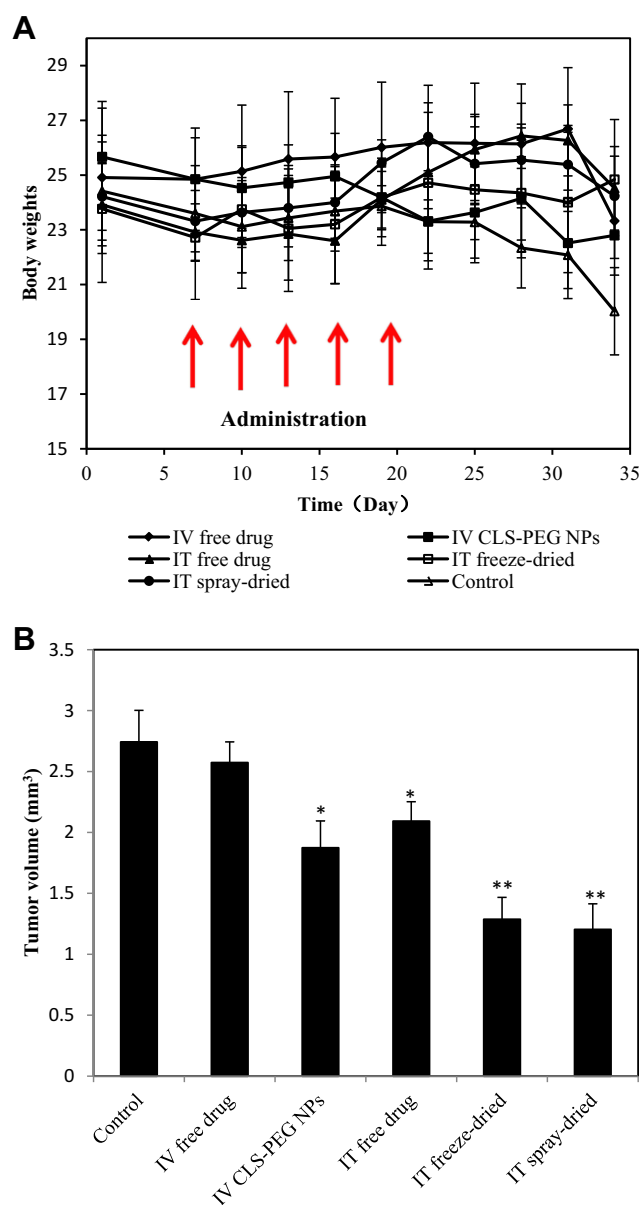 A
29
27
25
23
21
19
17
15
Body weights
Administration
0 5 10 15 20 25 30 35
Time（Day）
IV free drug IV CLS-PEG NPs
IT free drug IT freeze-dried
IT spray-dried Control
B
3.5
3
2.5
2
1.5
1
0.5
0
Tumor volume (mm³)
* * ** **
Control IV free drug IV CLS-PEG NPs IT free drug IT freeze-dried IT spray-dried